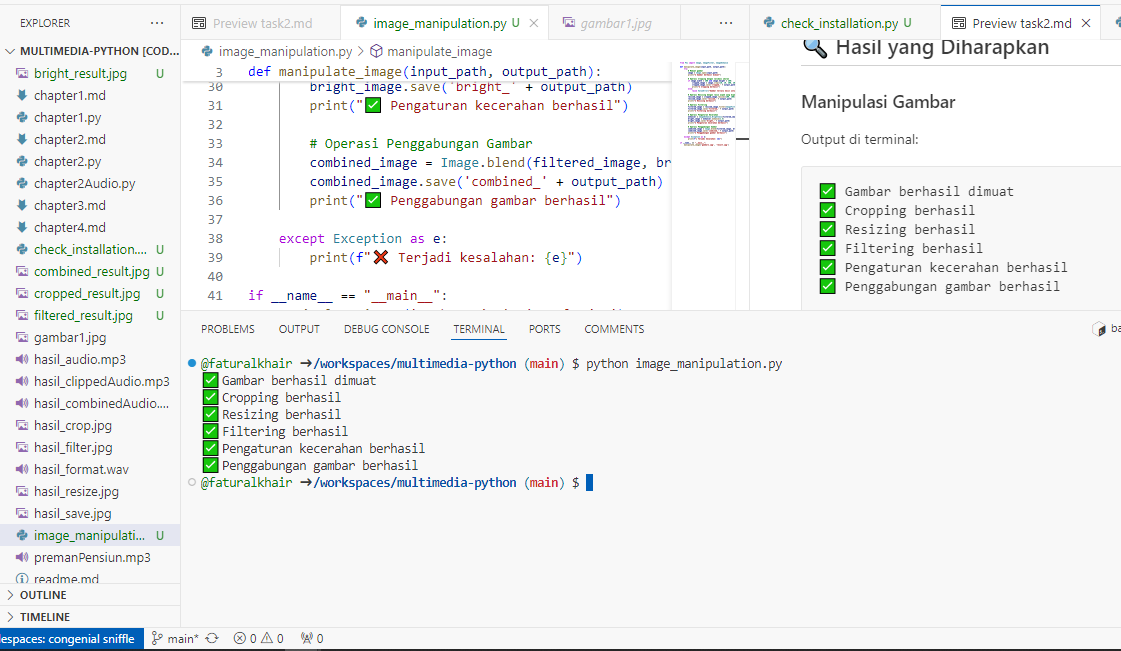 EXPLORER
MULTIMEDIA-PYTHON [COD...
bright_result.jpg U
chapter1.md
chapter1.py
chapter2.md
chapter2.py
chapter2Audio.py
chapter3.md
chapter4.md
check_installation.... U
combined_result.jpg U
cropped_result.jpg U
filtered_result.jpg U
gambar1.jpg
hasil_audio.mp3
hasil_clippedAudio.mp3
hasil_combinedAudio....
hasil_crop.jpg
hasil_filter.jpg
hasil_format.wav
hasil_resize.jpg
hasil_save.jpg
image_manipulati... U
premanPensiun.mp3
readme.md
OUTLINE
TIMELINE
Preview task2.md
image_manipulation.py U
gambar1.jpg
image_manipulation.py > manipulate_image
3 def manipulate_image(input_path, output_path):
30 bright_image.save('bright_' + output_path)
31 print("✅ Pengaturan kecerahan berhasil")
32
33 # Operasi Penggabungan Gambar
34 combined_image = Image.blend(filtered_image, br
35 combined_image.save('combined_' + output_path)
36 print("✅ Penggabungan gambar berhasil")
37
38 except Exception as e:
39 print(f"❌ Terjadi kesalahan: {e}")
40
41 if __name__ == "__main__":
check_installation.py U
Preview task2.md
Hasil yang Diharapkan
Manipulasi Gambar
Output di terminal:
✅ Gambar berhasil dimuat
✅ Cropping berhasil
✅ Resizing berhasil
✅ Filtering berhasil
✅ Pengaturan kecerahan berhasil
✅ Penggabungan gambar berhasil
PROBLEMS OUTPUT DEBUG CONSOLE TERMINAL PORTS COMMENTS
ba
@faturalkhair ➜/workspaces/multimedia-python (main) $ python image_manipulation.py
✅ Gambar berhasil dimuat
✅ Cropping berhasil
✅ Resizing berhasil
✅ Filtering berhasil
✅ Pengaturan kecerahan berhasil
✅ Penggabungan gambar berhasil
@faturalkhair ➜/workspaces/multimedia-python (main) $
espaces: congenial sniffle main* 0 0 0